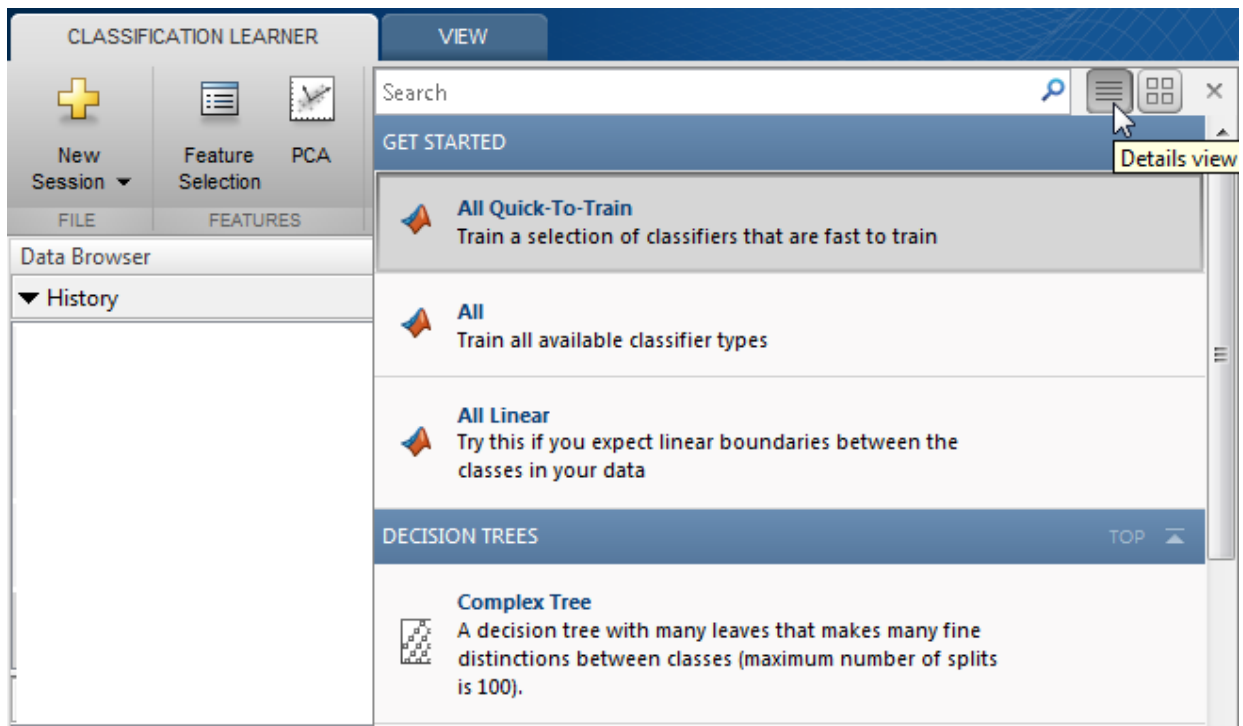 CLASSIFICATION LEARNER
VIEW
New
Session
Feature
Selection
PCA
FILE
FEATURES
Search
Details view
Data Browser
History
GET STARTED
All Quick-To-Train
Train a selection of classifiers that are fast to train
All
Train all available classifier types
All Linear
Try this if you expect linear boundaries between the
classes in your data
DECISION TREES
TOP
Complex Tree
A decision tree with many leaves that makes many fine
distinctions between classes (maximum number of splits
is 100).